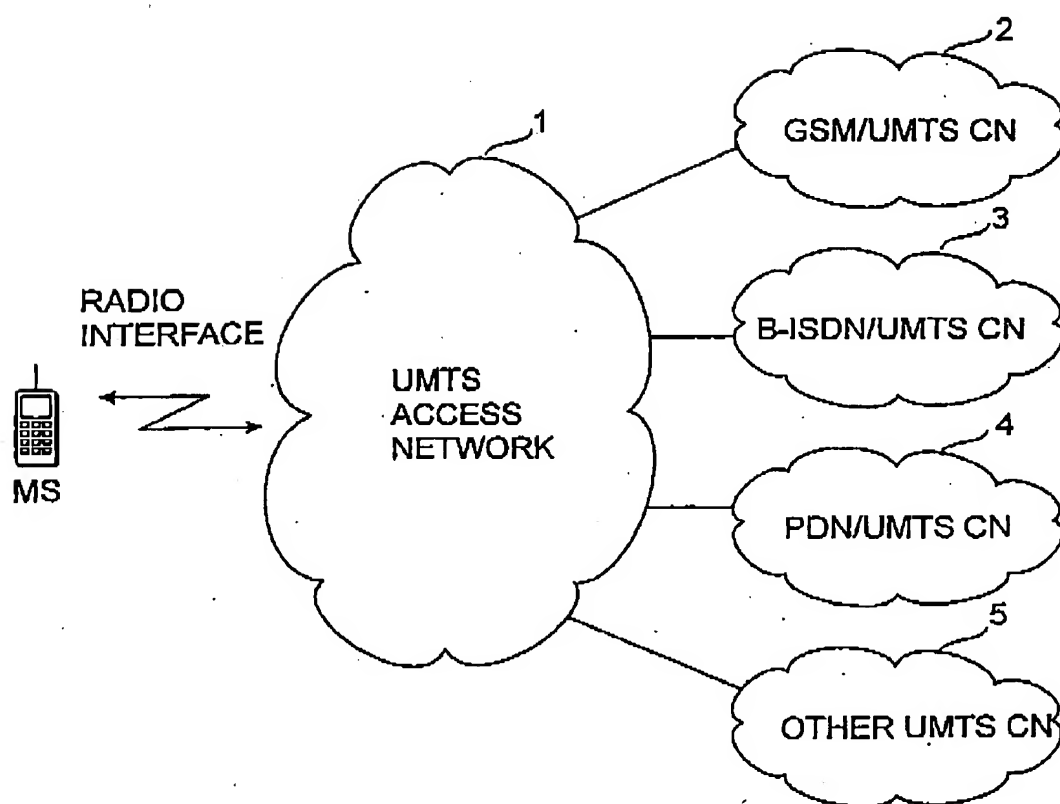 2
GSM/UMTS CN
1
3
RADIO
INTERFACE
B-ISDN/UMTS CN
UMTS
ACCESS
NETWORK
4
MS
PDN/UMTS CN
5
OTHER UMTS CN